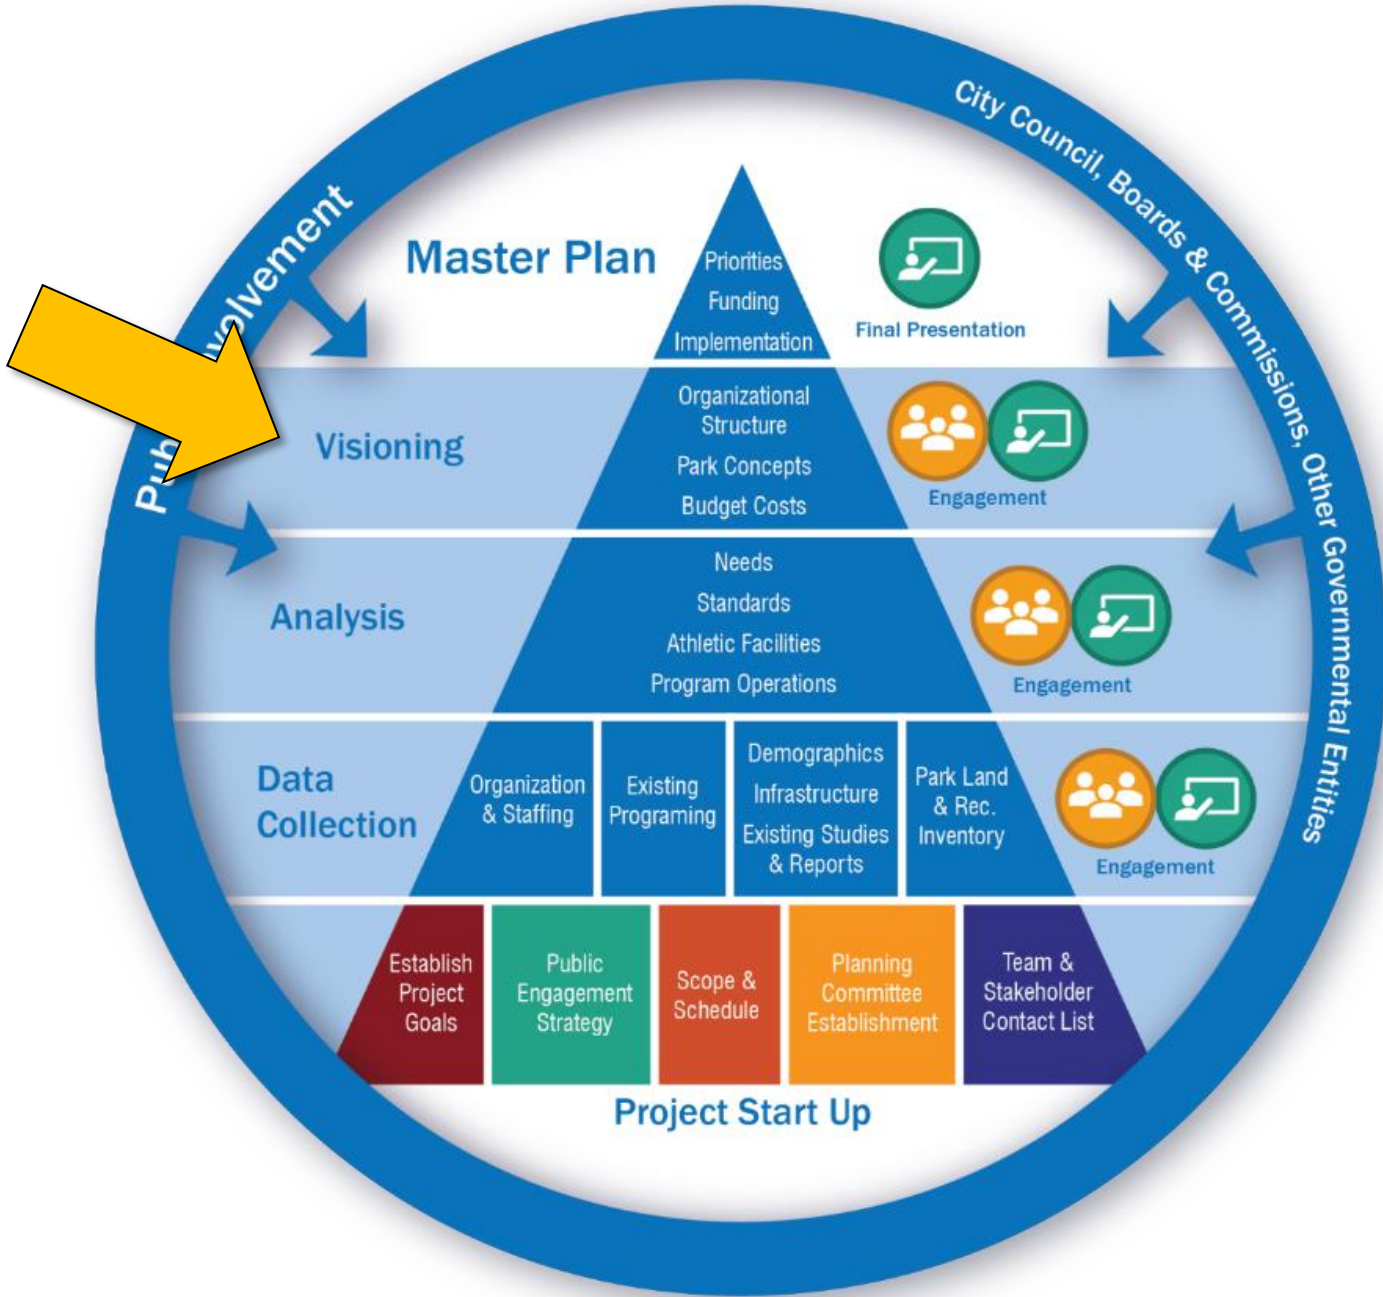 City Council, Boards & Commissions, Other Governmental Entities
Master Plan
Priorities
Funding
Implementation
Final Presentation
Visioning
Organizational
Structure
Park Concepts
Budget Costs
Engagement
Analysis
Needs
Standards
Athletic Facilities
Program Operations
Engagement
Data
Collection
Organization
& Staffing
Existing
Programing
Demographics
Infrastructure
Existing Studies
& Reports
Park Land
& Rec.
Inventory
Engagement
Establish
Project
Goals
Public
Engagement
Strategy
Scope &
Schedule
Planning
Committee
Establishment
Team &
Stakeholder
Contact List
Project Start Up